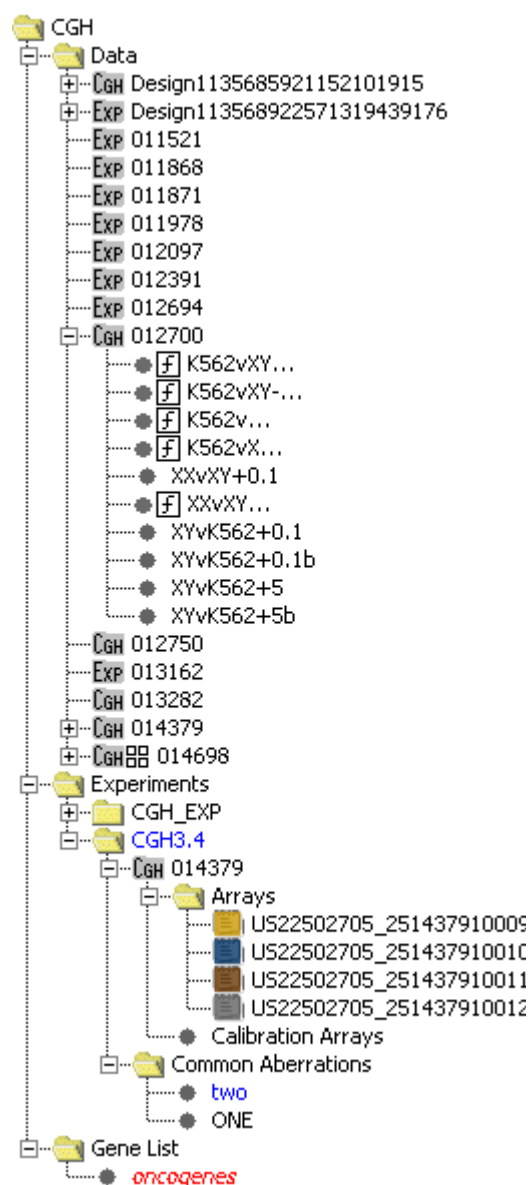 CGH
Data
CGH Design1135685921152101915
EXP Design1135689225713194​39176
EXP 011521
EXP 011868
EXP 011871
EXP 011978
EXP 012097
EXP 012391
EXP 012694
CGH 012700
f K562vXY...
f K562vXY-...
f K562v...
f K562vX...
XXvXY+0.1
f XXvXY...
XYvK562+0.1
XYvK562+0.1b
XYvK562+5
XYvK562+5b
CGH 012750
EXP 013162
CGH 013282
CGH 014379
CGH 014698
Experiments
CGH_EXP
CGH3.4
CGH 014379
Arrays
US22502705_251437910009
US22502705_251437910010
US22502705_251437910011
US22502705_251437910012
Calibration Arrays
Common Aberrations
two
ONE
Gene List
oncogenes